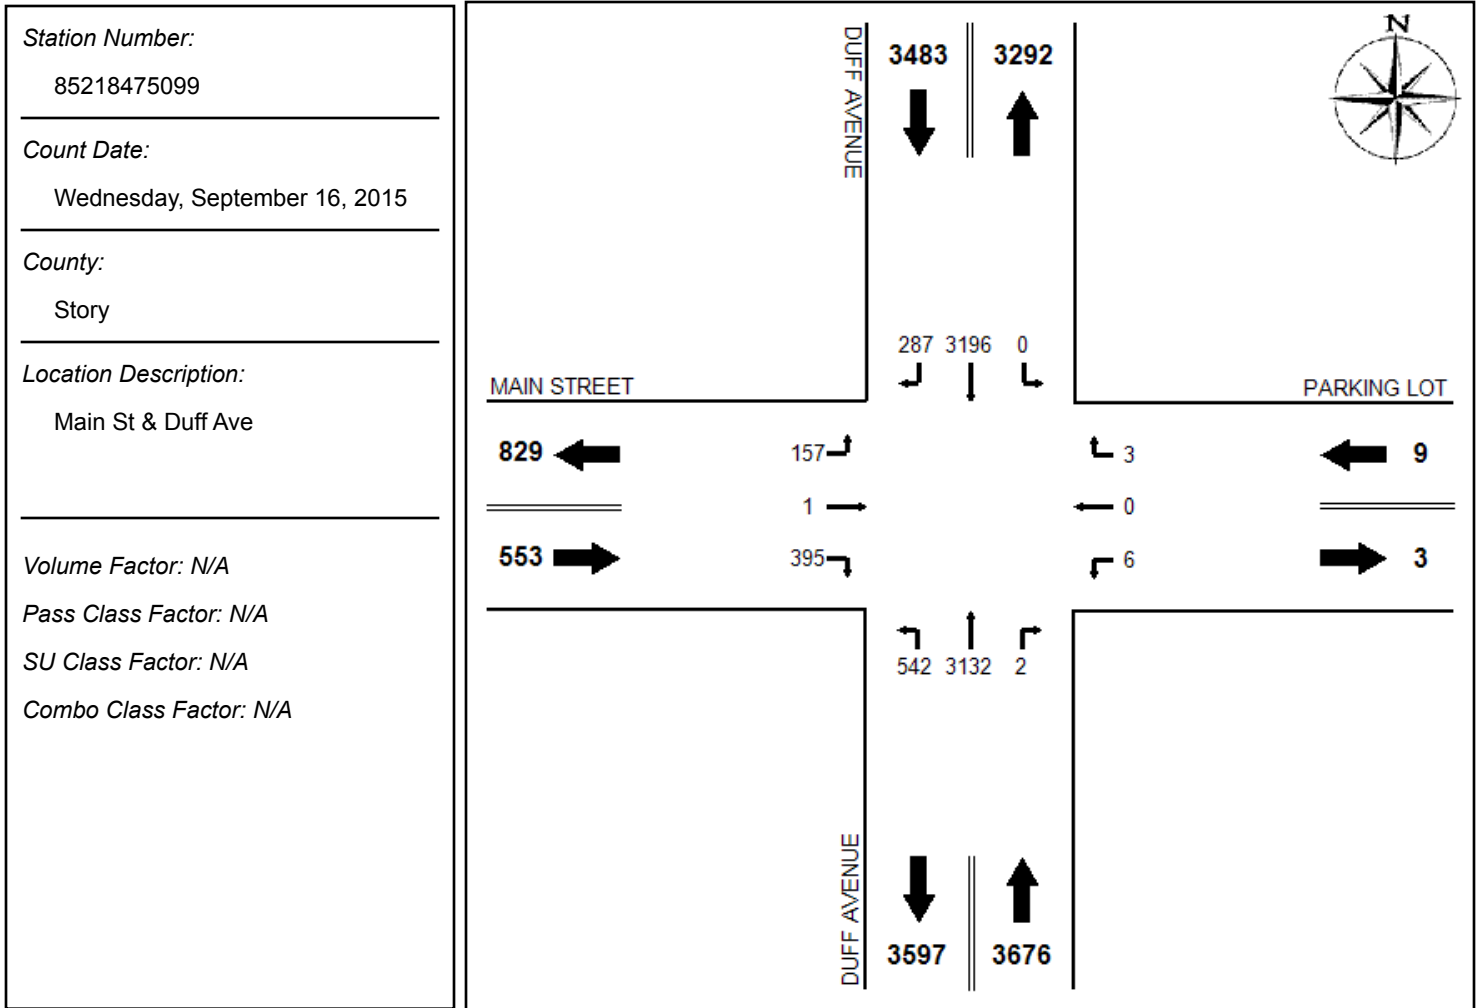 Station Number:
85218475099
Count Date:
Wednesday, September 16, 2015
County:
Story
Location Description:
Main St & Duff Ave
Volume Factor: N/A
Pass Class Factor: N/A
SU Class Factor: N/A
Combo Class Factor: N/A
N
DUFF AVENUE
3483 3292
287 3196 0
MAIN STREET
PARKING LOT
829 157 3 9
1 0
553 395 6 3
542 3132 2
DUFF AVENUE
3597 3676